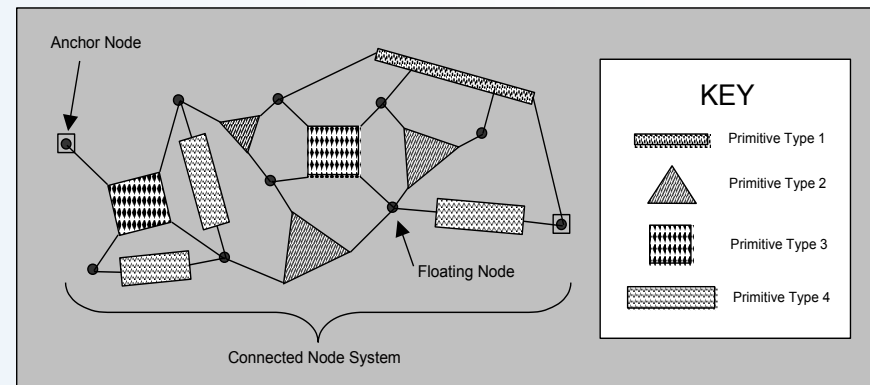 Anchor Node
KEY
Primitive Type 1
Primitive Type 2
Primitive Type 3
Primitive Type 4
Floating Node
Connected Node System